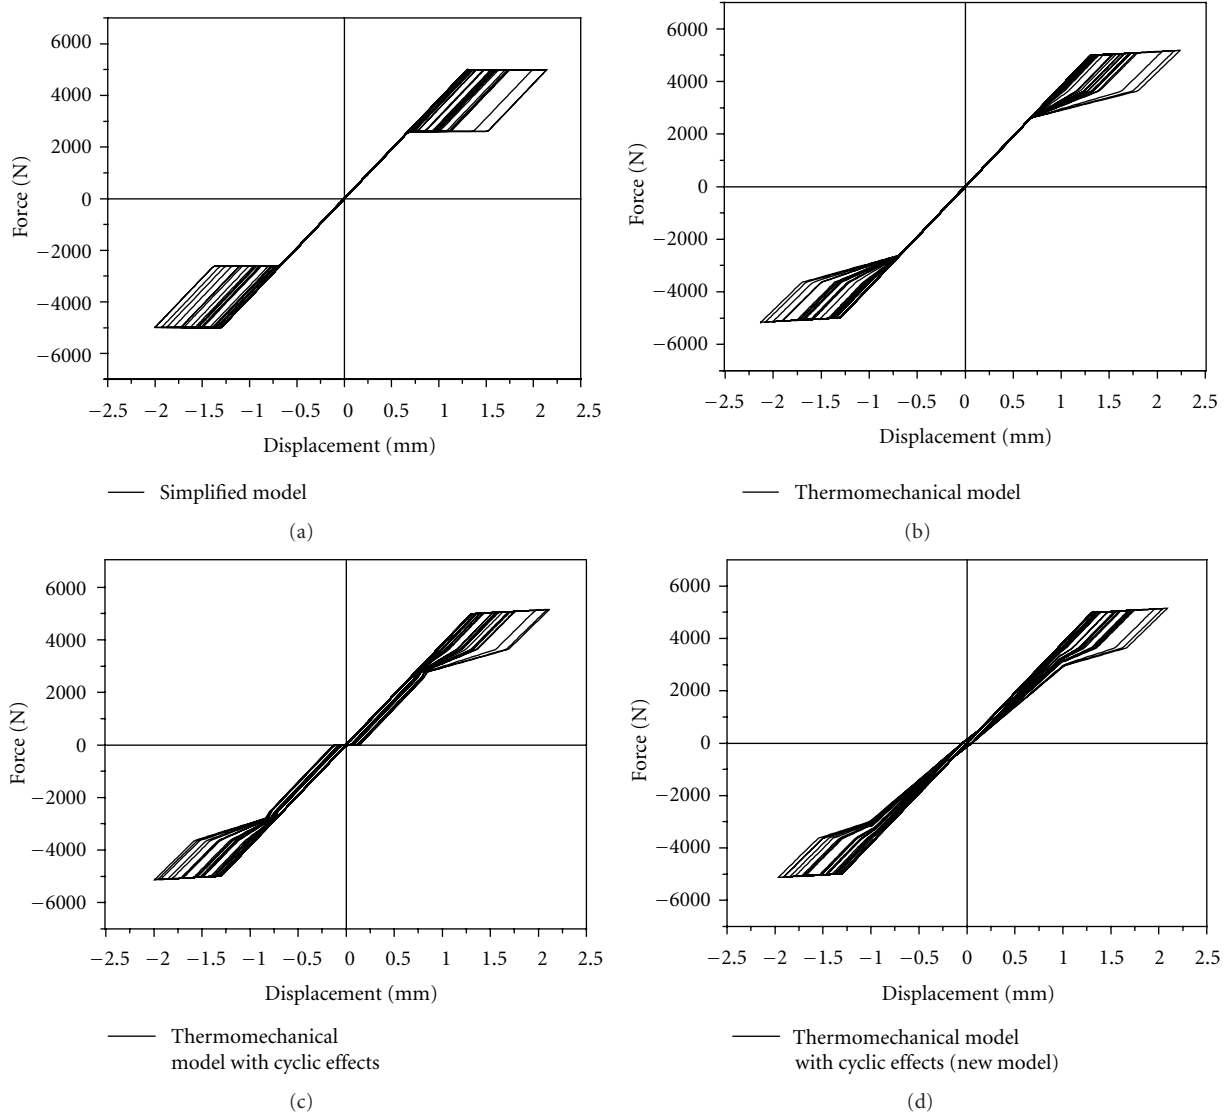 6000
4000
2000
0
−2000
−4000
−6000
Force (N)
−2.5 −2 −1.5 −1 −0.5 0 0.5 1 1.5 2 2.5
Displacement (mm)
Simplified model
(a)
6000
4000
2000
0
−2000
−4000
−6000
Force (N)
−2.5 −2 −1.5 −1 −0.5 0 0.5 1 1.5 2 2.5
Displacement (mm)
Thermomechanical model
(b)
6000
4000
2000
0
−2000
−4000
−6000
Force (N)
−2.5 −2 −1.5 −1 −0.5 0 0.5 1 1.5 2 2.5
Displacement (mm)
Thermomechanical
model with cyclic effects
(c)
6000
4000
2000
0
−2000
−4000
−6000
Force (N)
−2.5 −2 −1.5 −1 −0.5 0 0.5 1 1.5 2 2.5
Displacement (mm)
Thermomechanical model
with cyclic effects (new model)
(d)